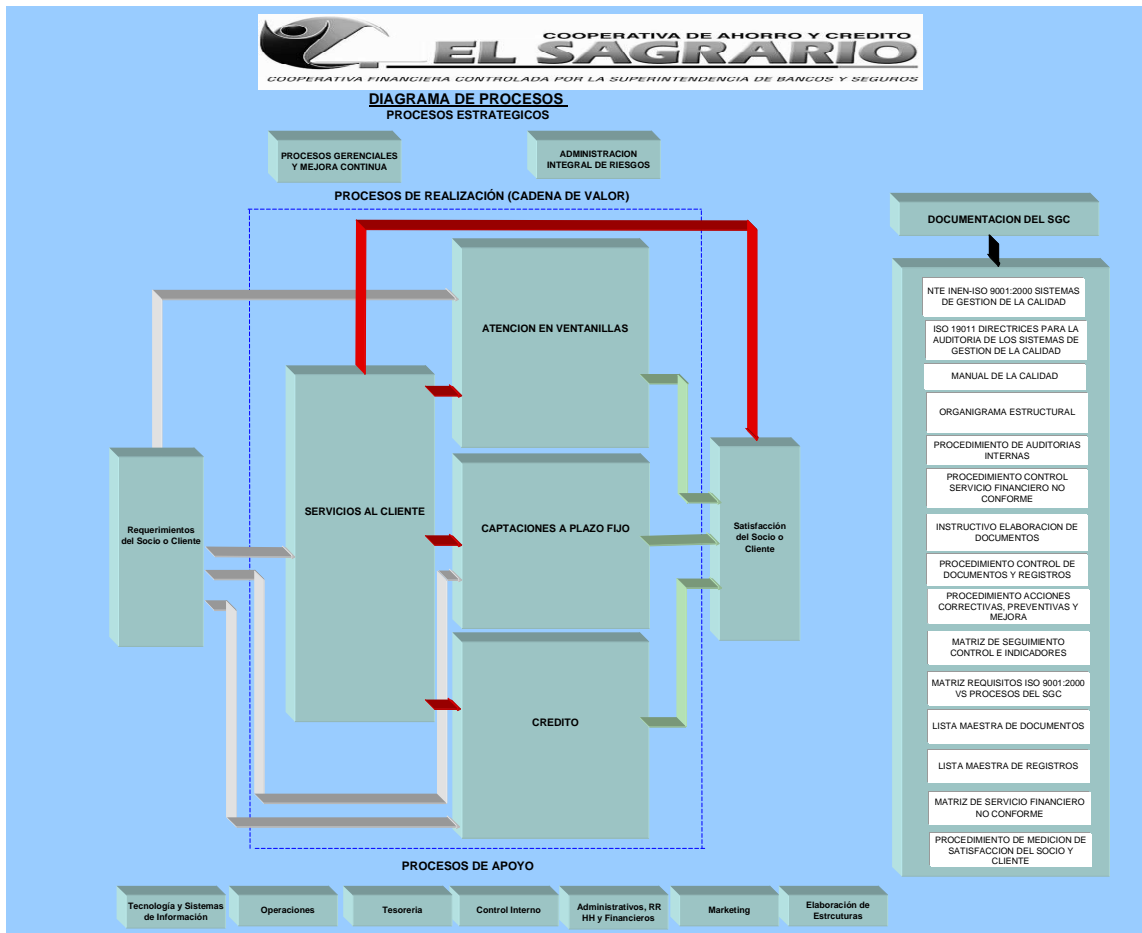 COOPERATIVA DE AHORRO Y CREDITO
EL SAGRARIO
COOPERATIVA FINANCIERA CONTROLADA POR LA SUPERINTENDENCIA DE BANCOS Y SEGUROS
DIAGRAMA DE PROCESOS
PROCESOS ESTRATEGICOS
PROCESOS GERENCIALES
Y MEJORA CONTINUA
ADMINISTRACION
INTEGRAL DE RIESGOS
PROCESOS DE REALIZACIÓN (CADENA DE VALOR)
Requerimientos
del Socio o Cliente
SERVICIOS AL CLIENTE
ATENCION EN VENTANILLAS
CAPTACIONES A PLAZO FIJO
CREDITO
Satisfacción
del Socio o
Cliente
DOCUMENTACION DEL SGC
NTE INEN-ISO 9001:2000 SISTEMAS
DE GESTION DE LA CALIDAD
ISO 19011 DIRECTRICES PARA LA
AUDITORIA DE LOS SISTEMAS DE
GESTION DE LA CALIDAD
MANUAL DE LA CALIDAD
ORGANIGRAMA ESTRUCTURAL
PROCEDIMIENTO DE AUDITORIAS
INTERNAS
PROCEDIMIENTO CONTROL
SERVICIO FINANCIERO NO
CONFORME
INSTRUCTIVO ELABORACION DE
DOCUMENTOS
PROCEDIMIENTO CONTROL DE
DOCUMENTOS Y REGISTROS
PROCEDIMIENTO ACCIONES
CORRECTIVAS, PREVENTIVAS Y
MEJORA
MATRIZ DE SEGUIMIENTO
CONTROL E INDICADORES
MATRIZ REQUISITOS ISO 9001:2000
VS PROCESOS DEL SGC
LISTA MAESTRA DE DOCUMENTOS
LISTA MAESTRA DE REGISTROS
MATRIZ DE SERVICIO FINANCIERO
NO CONFORME
PROCEDIMIENTO DE MEDICION DE
SATISFACCION DEL SOCIO Y
CLIENTE
PROCESOS DE APOYO
Tecnología y Sistemas
de Información
Operaciones
Tesoreria
Control Interno
Administrativos, RR
HH y Financieros
Marketing
Elaboración de
Estrcuturas